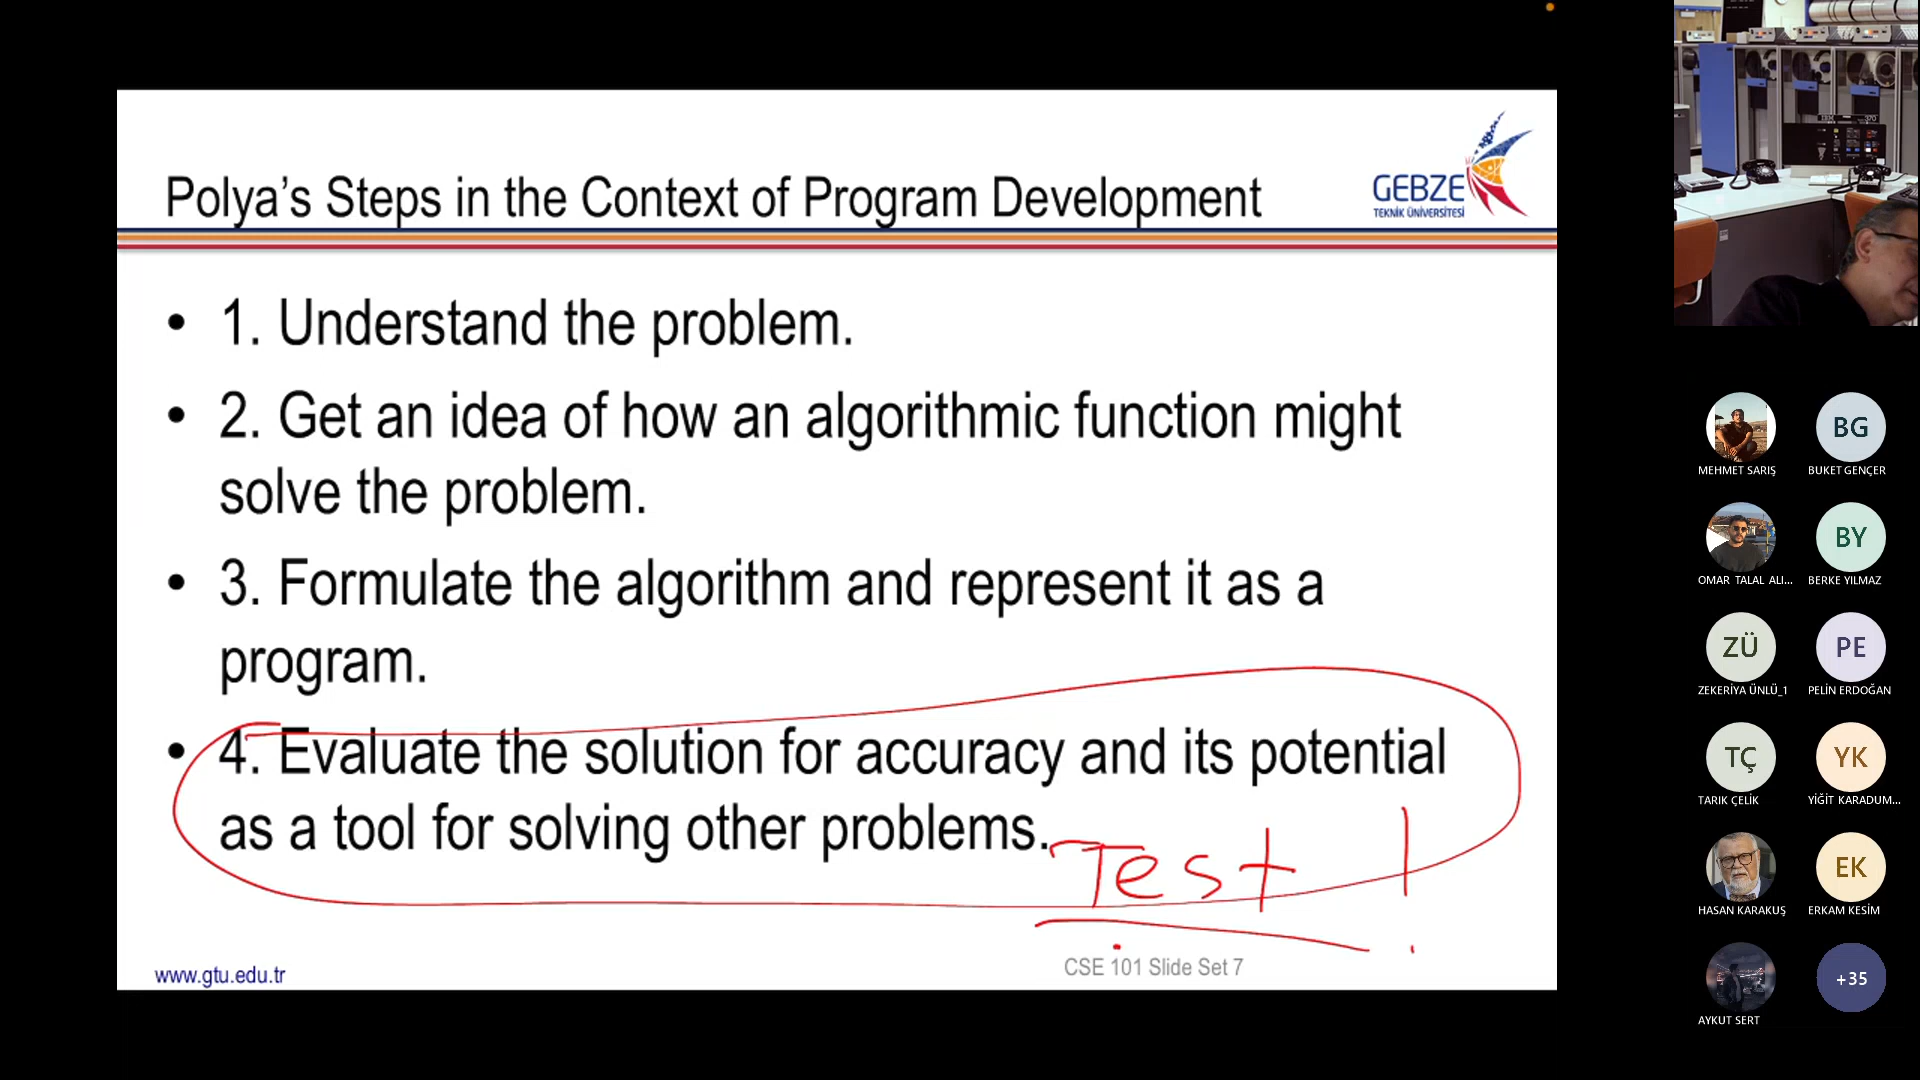 Polya's Steps in the Context of Program Development
GEBZE
TEKNİK ÜNİVERSİTESİ
• 1. Understand the problem.
• 2. Get an idea of how an algorithmic function might
solve the problem.
• 3. Formulate the algorithm and represent it as a
program.
• 4. Evaluate the solution for accuracy and its potential
as a tool for solving other problems.
Test !
www.gtu.edu.tr
CSE 101 Slide Set 7
IBM 370
MEHMET SARIŞ
BG
BUKET GENÇER
OMAR TALAL ALI...
BY
BERKE YILMAZ
ZÜ
ZEKERİYA ÜNLÜ_1
PE
PELİN ERDOĞAN
TÇ
TARIK ÇELİK
YK
YİĞİT KARADUM...
HASAN KARAKUŞ
EK
ERKAM KESİM
AYKUT SERT
+35